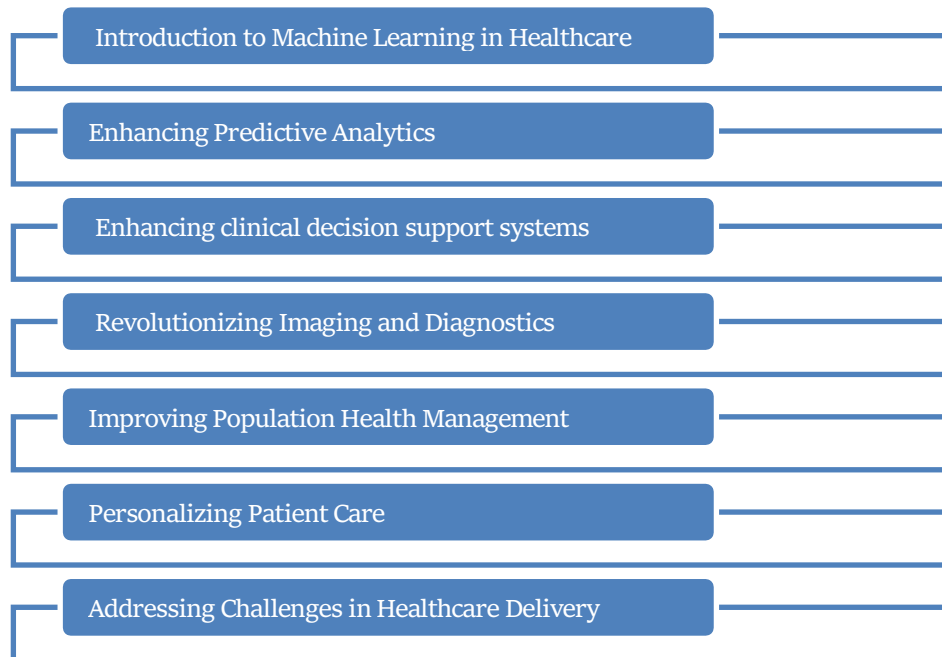 Introduction to Machine Learning in Healthcare
Enhancing Predictive Analytics
Enhancing clinical decision support systems
Revolutionizing Imaging and Diagnostics
Improving Population Health Management
Personalizing Patient Care
Addressing Challenges in Healthcare Delivery